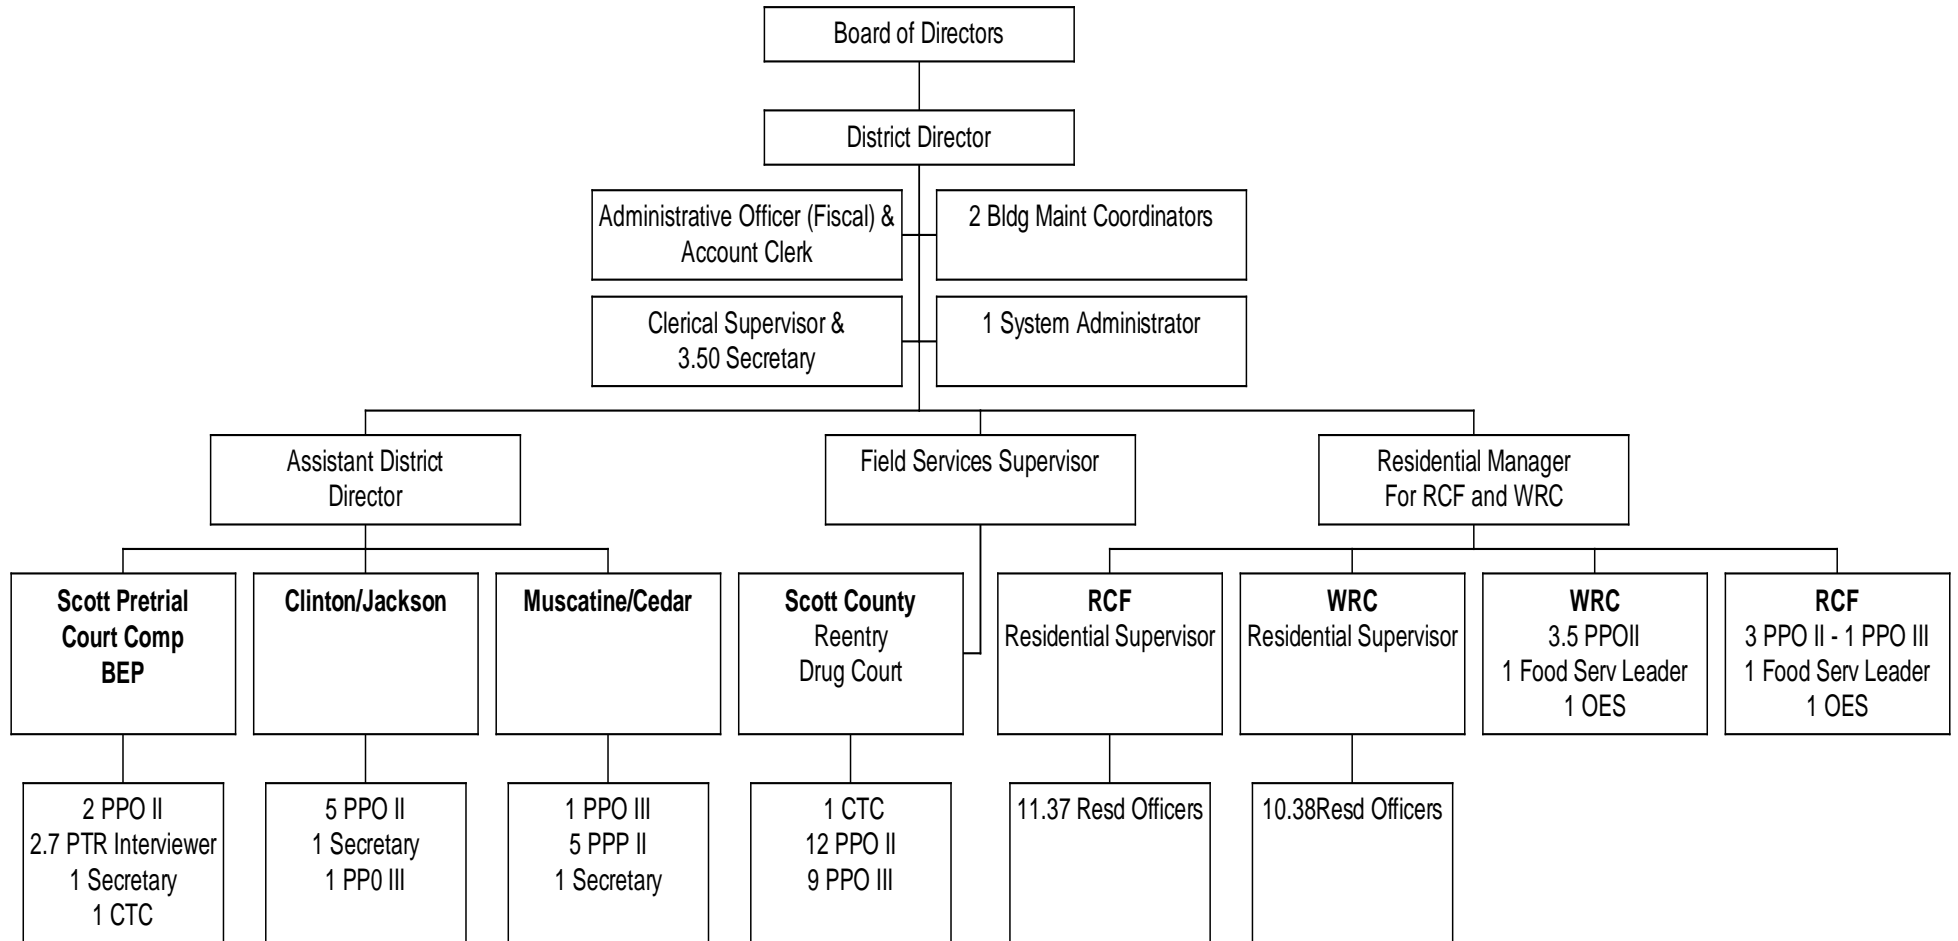 Board of Directors
District Director
Administrative Officer (Fiscal) &
Account Clerk
2 Bldg Maint Coordinators
Clerical Supervisor &
3.50 Secretary
1 System Administrator
Assistant District
Director
Field Services Supervisor
Residential Manager
For RCF and WRC
Scott Pretrial
Court Comp
BEP
Clinton/Jackson
Muscatine/Cedar
Scott County
Reentry
Drug Court
RCF
Residential Supervisor
WRC
Residential Supervisor
WRC
3.5 PPOII
1 Food Serv Leader
1 OES
RCF
3 PPO II - 1 PPO III
1 Food Serv Leader
1 OES
2 PPO II
2.7 PTR Interviewer
1 Secretary
1 CTC
5 PPO II
1 Secretary
1 PP0 III
1 PPO III
5 PPP II
1 Secretary
1 CTC
12 PPO II
9 PPO III
11.37 Resd Officers
10.38Resd Officers